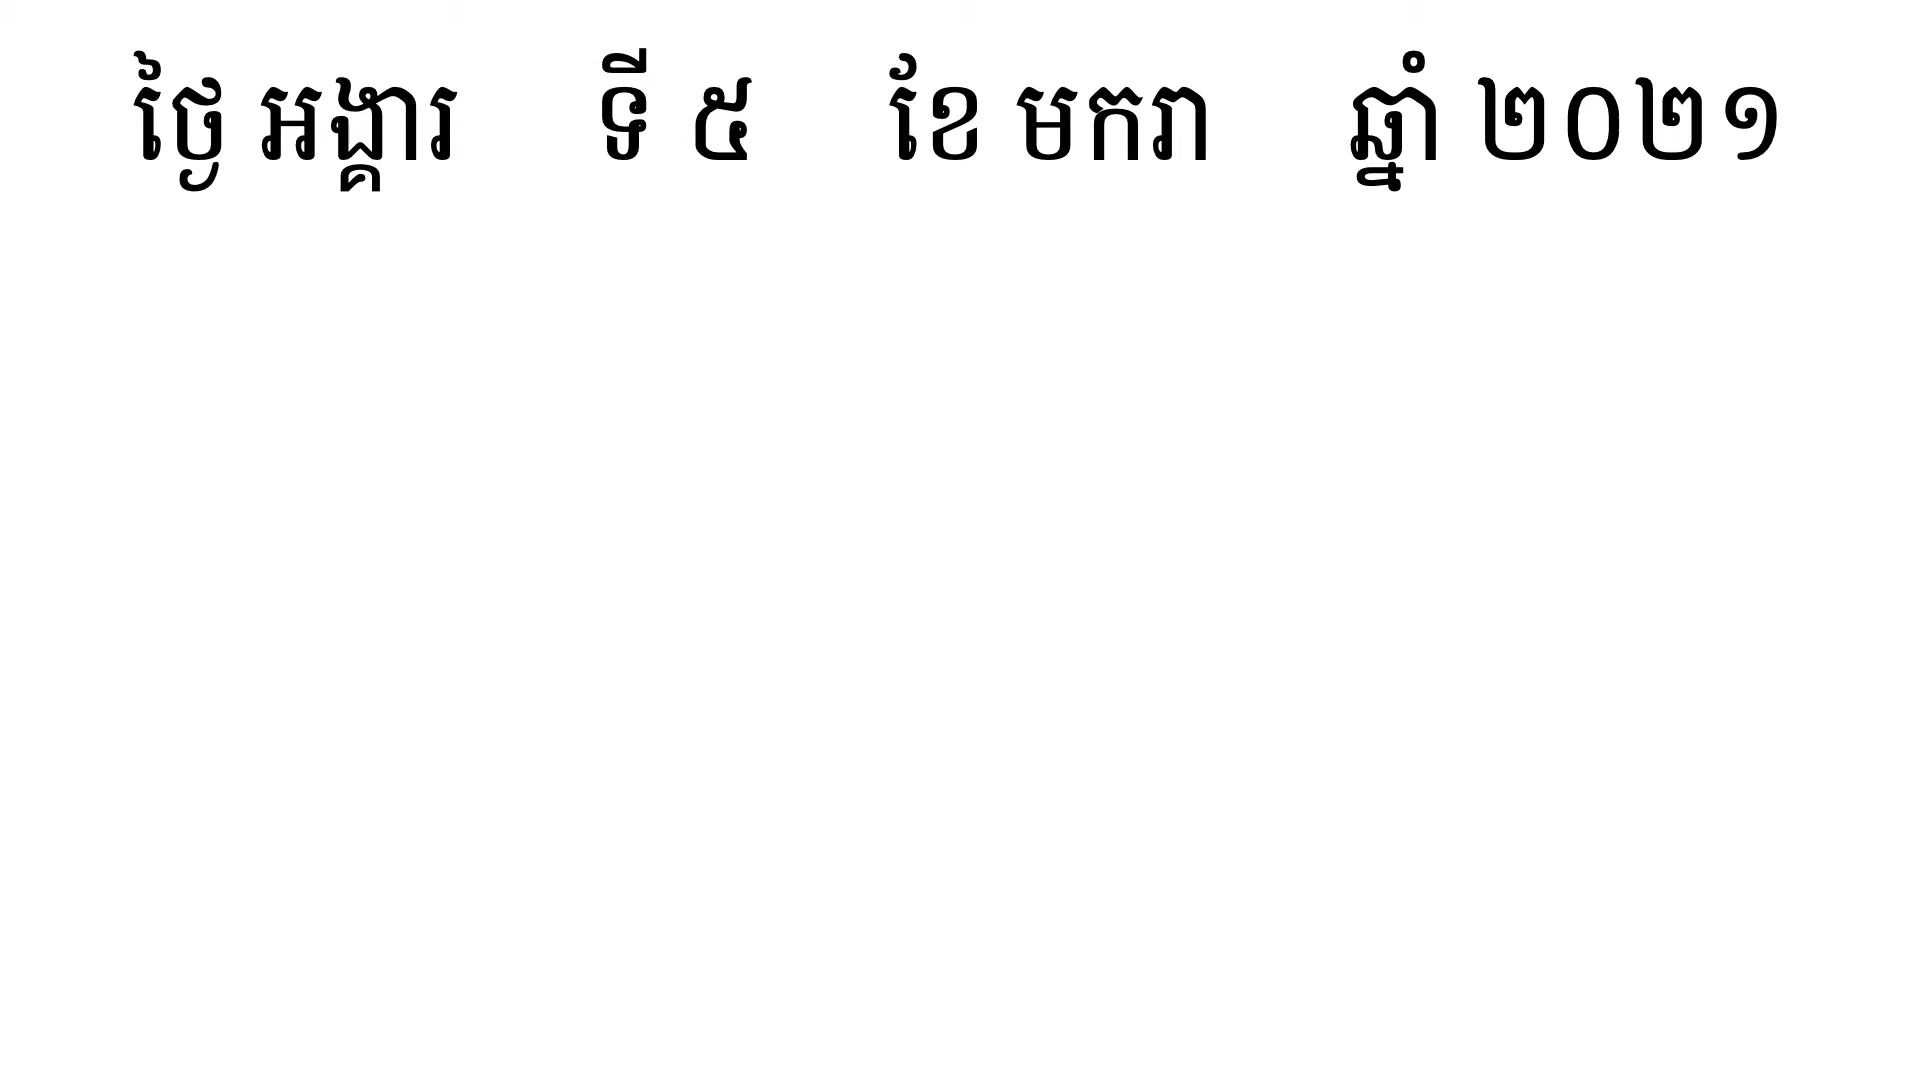 ថ្ងៃ អង្គារ ទី ៥ ខែ មករា ឆ្នាំ ២០២១